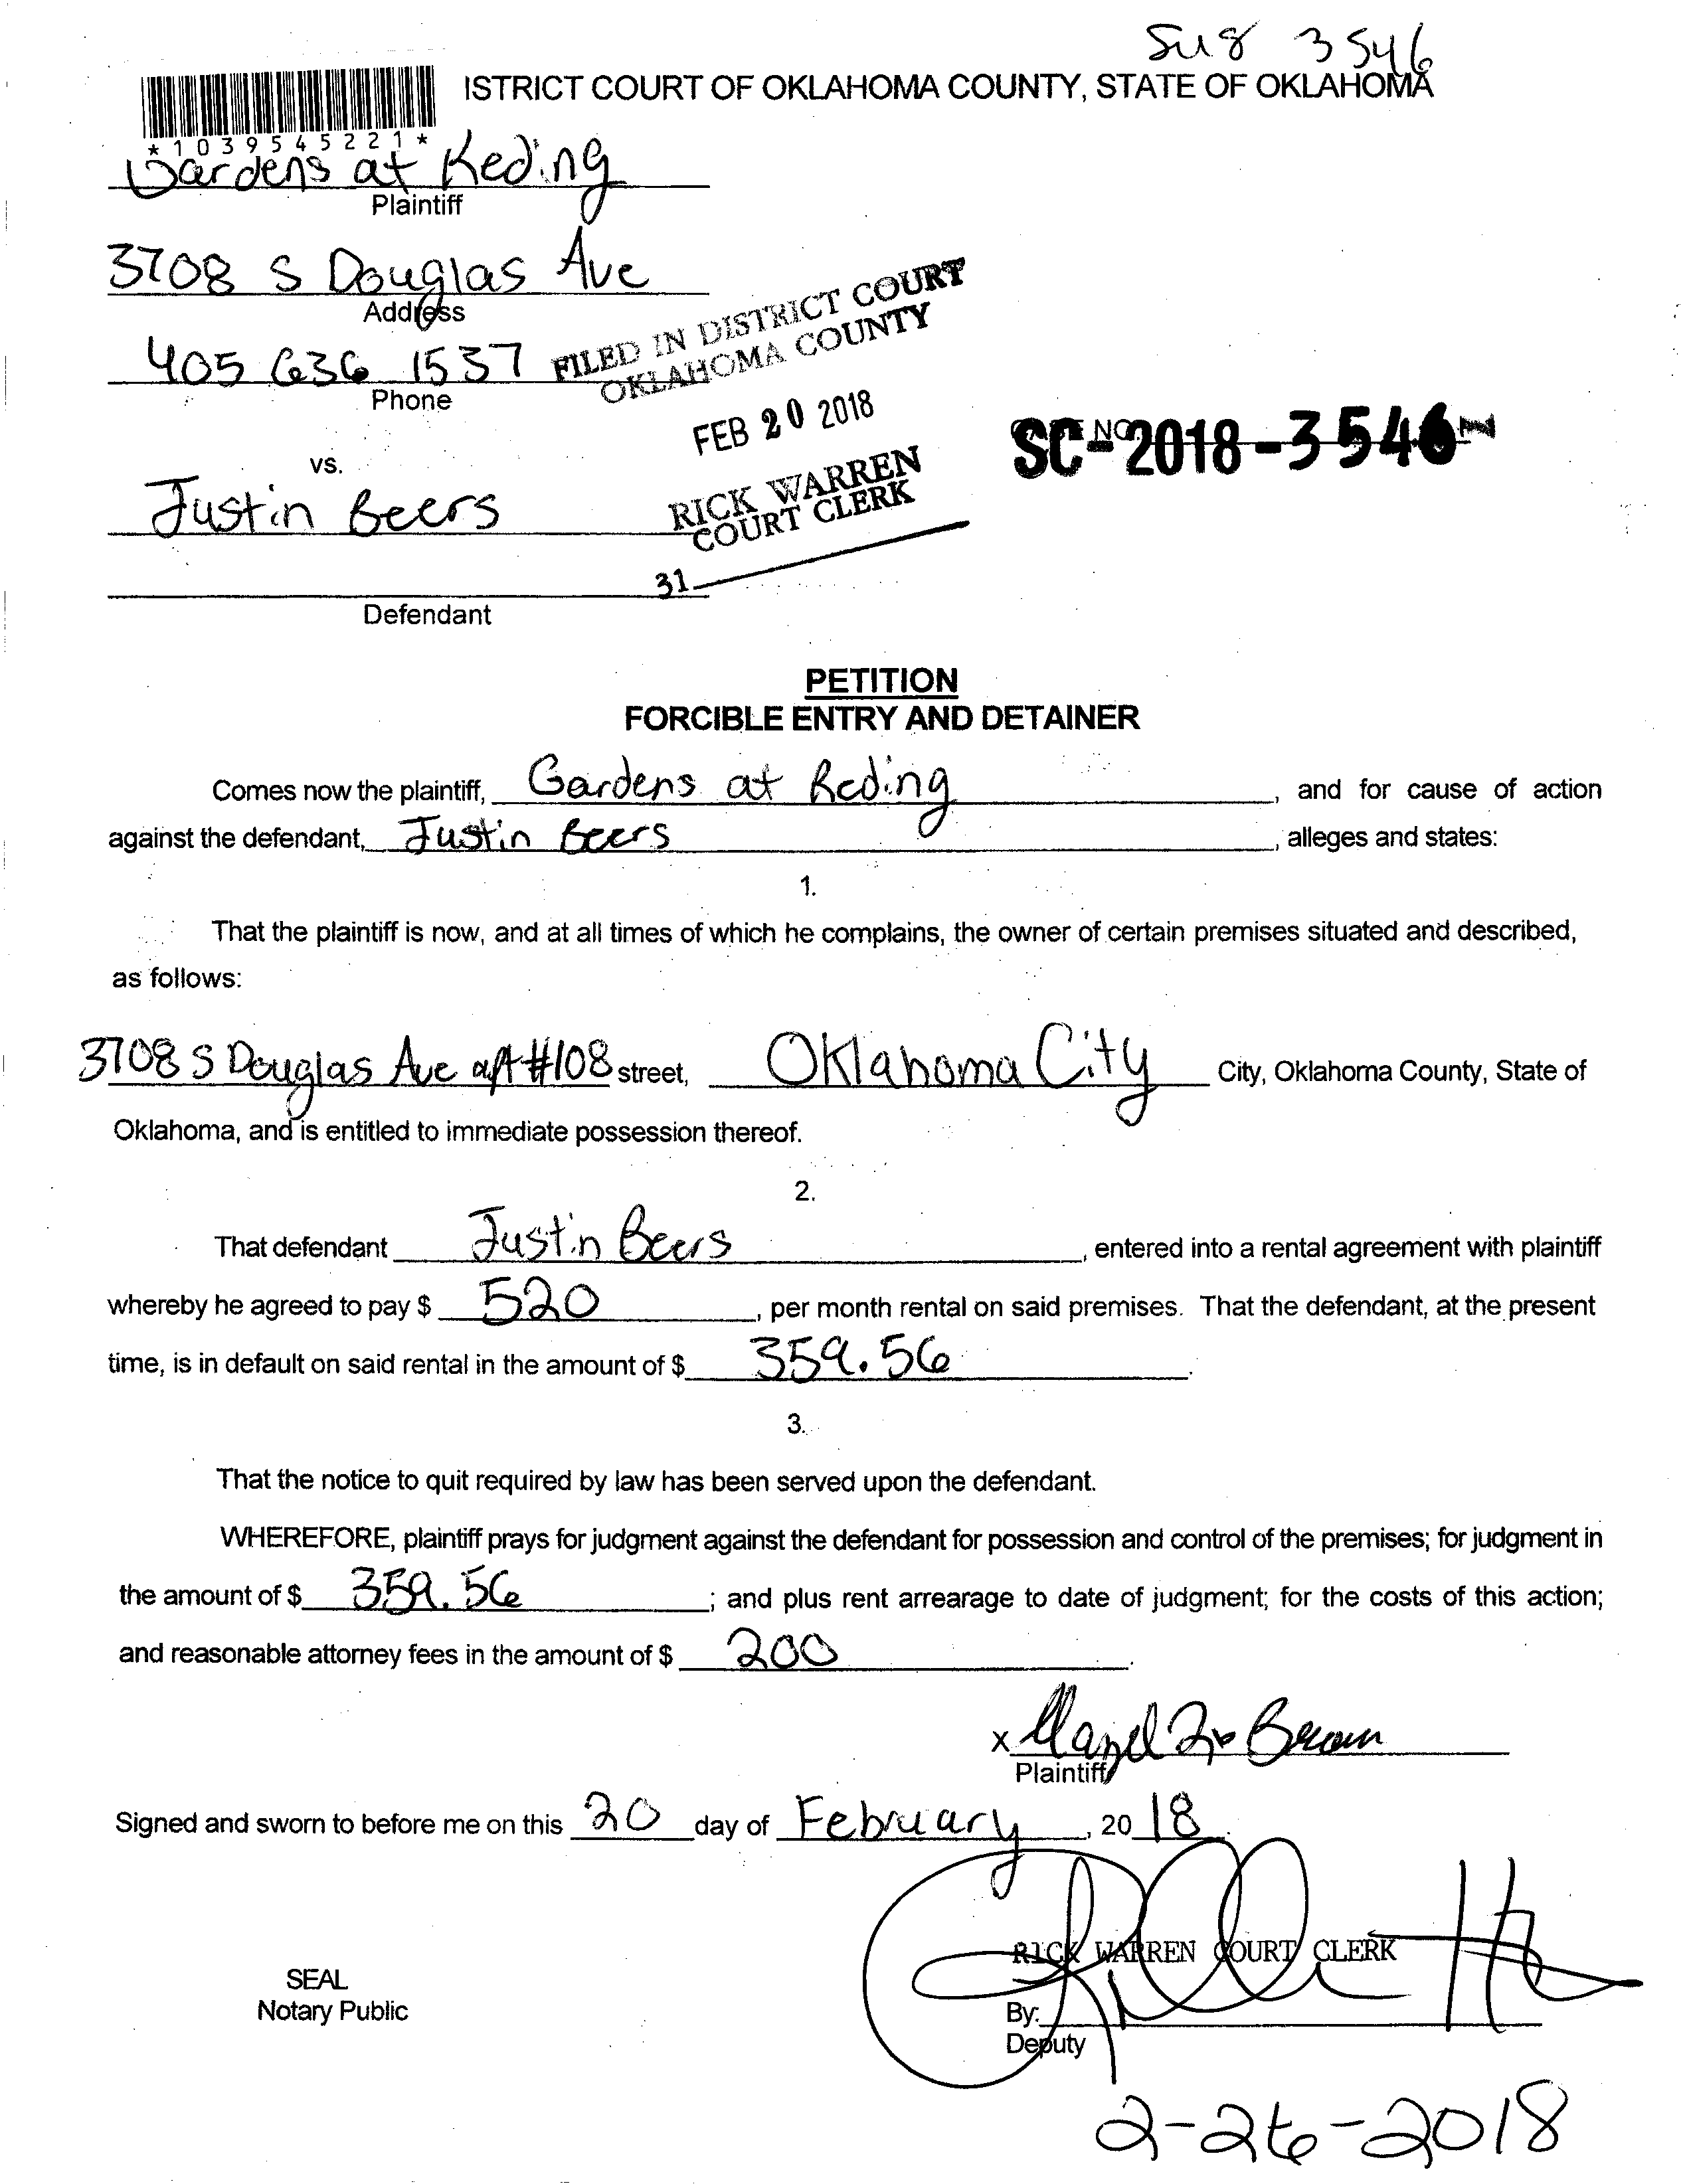 3546
ISTRICT COURT OF OKLAHOMA COUNTY, STATE OF OKLAHOMA
*1039545221*
Gardens at Reding
Plaintiff
3708 S Douglas Ave
Address
405 636 1537
Phone
FILED IN DISTRICT COURT
OKLAHOMA COUNTY
FEB 20 2018
RICK WARREN
COURT CLERK
31
SC-2018-3546
vs.
Justin Beers
Defendant
PETITION
FORCIBLE ENTRY AND DETAINER
Comes now the plaintiff, Gardens at Reding, and for cause of action
against the defendant, Justin Beers, alleges and states:
1.
That the plaintiff is now, and at all times of which he complains, the owner of certain premises situated and described,
as follows:
3708 S Douglas Ave apt #108 street, Oklahoma City City, Oklahoma County, State of
Oklahoma, and is entitled to immediate possession thereof.
2.
That defendant Justin Beers, entered into a rental agreement with plaintiff
whereby he agreed to pay $ 520, per month rental on said premises. That the defendant, at the present
time, is in default on said rental in the amount of $ 359.56.
3.
That the notice to quit required by law has been served upon the defendant.
WHEREFORE, plaintiff prays for judgment against the defendant for possession and control of the premises; for judgment in
the amount of $ 359.56; and plus rent arrearage to date of judgment; for the costs of this action;
and reasonable attorney fees in the amount of $ 200.
x Brown
Plaintiff
Signed and sworn to before me on this 20 day of February, 2018.
RICK WARREN COURT CLERK
SEAL
Notary Public
By:
Deputy
2-26-2018